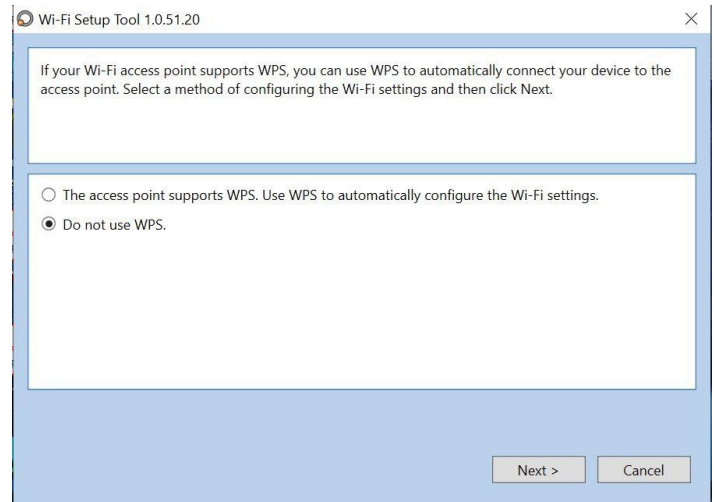 Wi-Fi Setup Tool 1.0.51.20
If your Wi-Fi access point supports WPS, you can use WPS to automatically connect your device to the
access point. Select a method of configuring the Wi-Fi settings and then click Next.
The access point supports WPS. Use WPS to automatically configure the Wi-Fi settings.
Do not use WPS.
Next >
Cancel